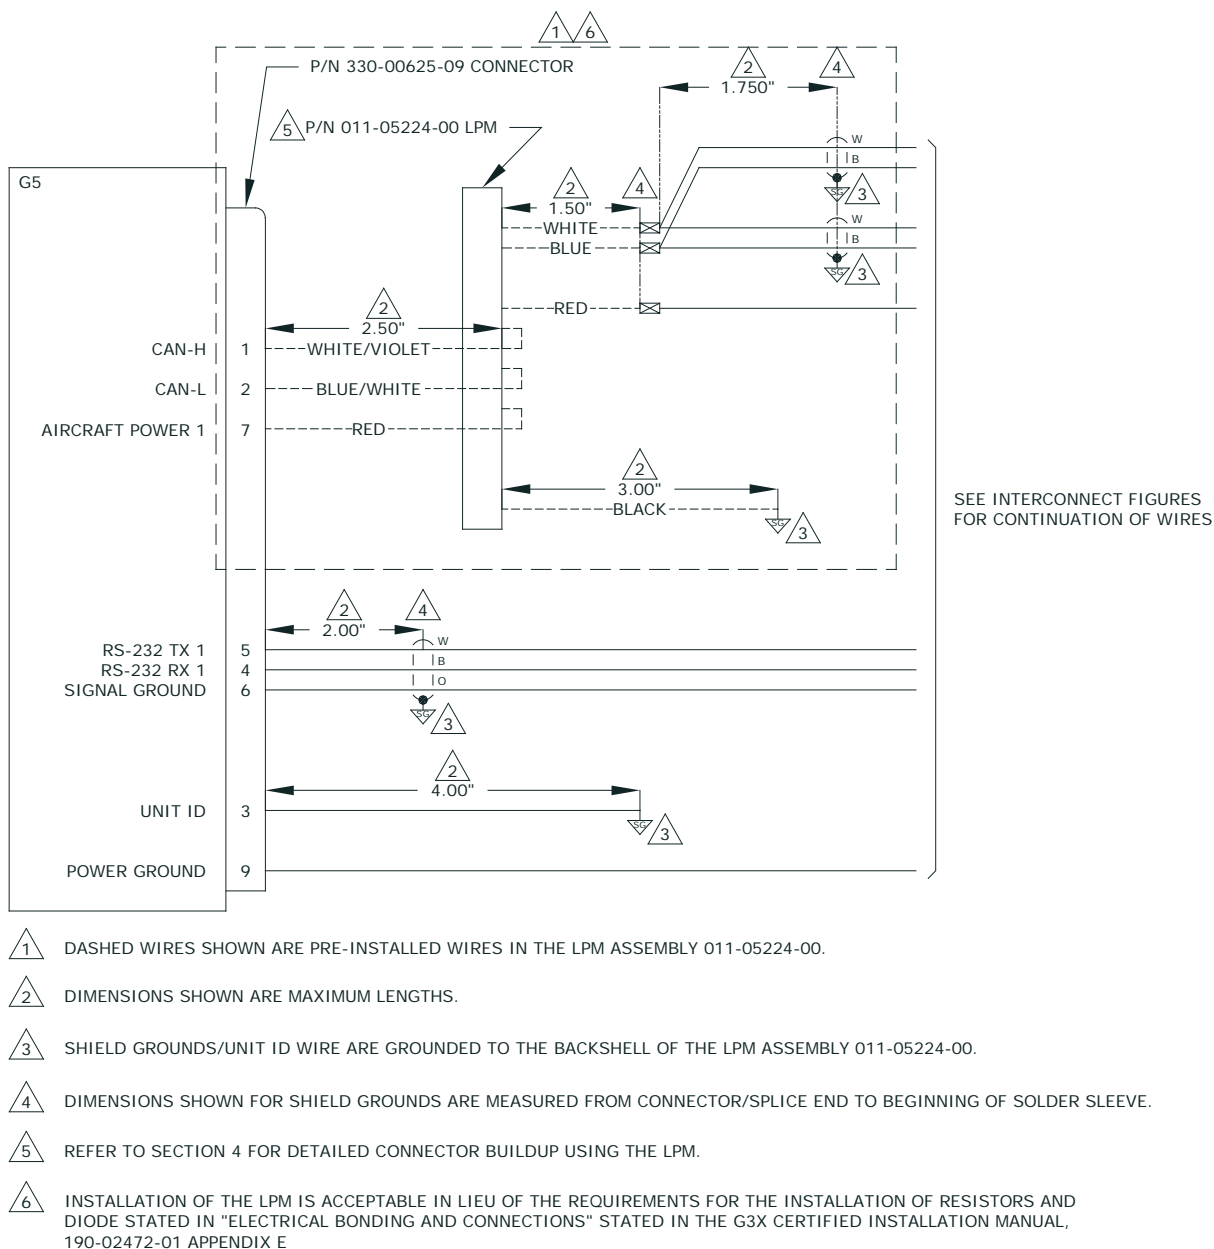 1 6
P/N 330-00625-09 CONNECTOR
2 4
1.750"
5 P/N 011-05224-00 LPM
W
B
G5
2 4
SG 3
1.50"
WHITE W
BLUE B
SG 3
2
RED
2.50"
CAN-H 1 WHITE/VIOLET
CAN-L 2 BLUE/WHITE
AIRCRAFT POWER 1 7 RED
2
3.00"
BLACK
SG 3
SEE INTERCONNECT FIGURES
FOR CONTINUATION OF WIRES
2 4
2.00"
W
RS-232 TX 1 5
B
RS-232 RX 1 4
O
SIGNAL GROUND 6
SG 3
2
4.00"
UNIT ID 3
SG 3
POWER GROUND 9
1 DASHED WIRES SHOWN ARE PRE-INSTALLED WIRES IN THE LPM ASSEMBLY 011-05224-00.
2 DIMENSIONS SHOWN ARE MAXIMUM LENGTHS.
3 SHIELD GROUNDS/UNIT ID WIRE ARE GROUNDED TO THE BACKSHELL OF THE LPM ASSEMBLY 011-05224-00.
4 DIMENSIONS SHOWN FOR SHIELD GROUNDS ARE MEASURED FROM CONNECTOR/SPLICE END TO BEGINNING OF SOLDER SLEEVE.
5 REFER TO SECTION 4 FOR DETAILED CONNECTOR BUILDUP USING THE LPM.
6 INSTALLATION OF THE LPM IS ACCEPTABLE IN LIEU OF THE REQUIREMENTS FOR THE INSTALLATION OF RESISTORS AND
DIODE STATED IN "ELECTRICAL BONDING AND CONNECTIONS" STATED IN THE G3X CERTIFIED INSTALLATION MANUAL,
190-02472-01 APPENDIX E